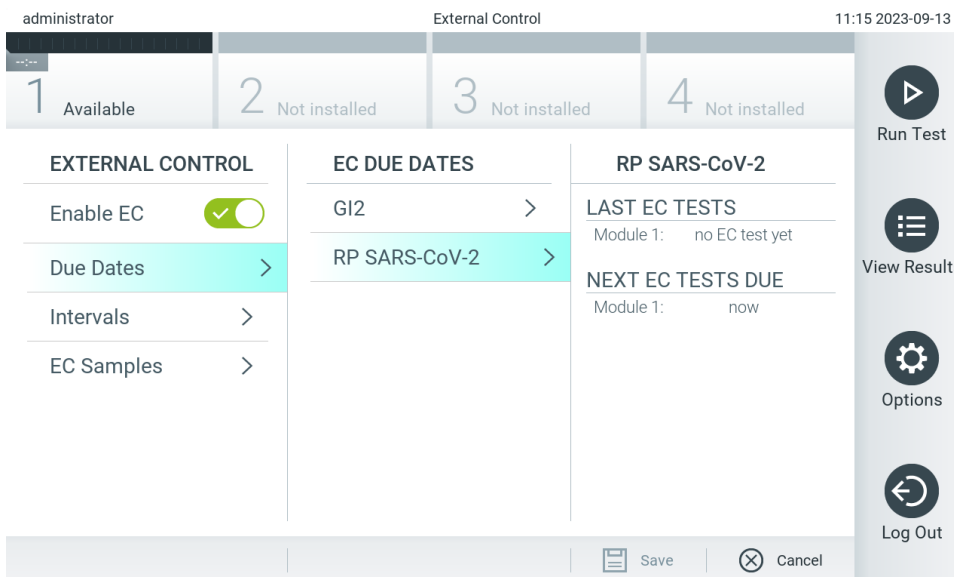 administrator External Control 11:15 2023-09-13
--:--
1 Available 2 Not installed 3 Not installed 4 Not installed
EXTERNAL CONTROL
Enable EC
Due Dates
Intervals
EC Samples
EC DUE DATES
GI2
RP SARS-CoV-2
RP SARS-CoV-2
LAST EC TESTS
Module 1: no EC test yet
NEXT EC TESTS DUE
Module 1: now
Run Test
View Result
Options
Log Out
Save Cancel